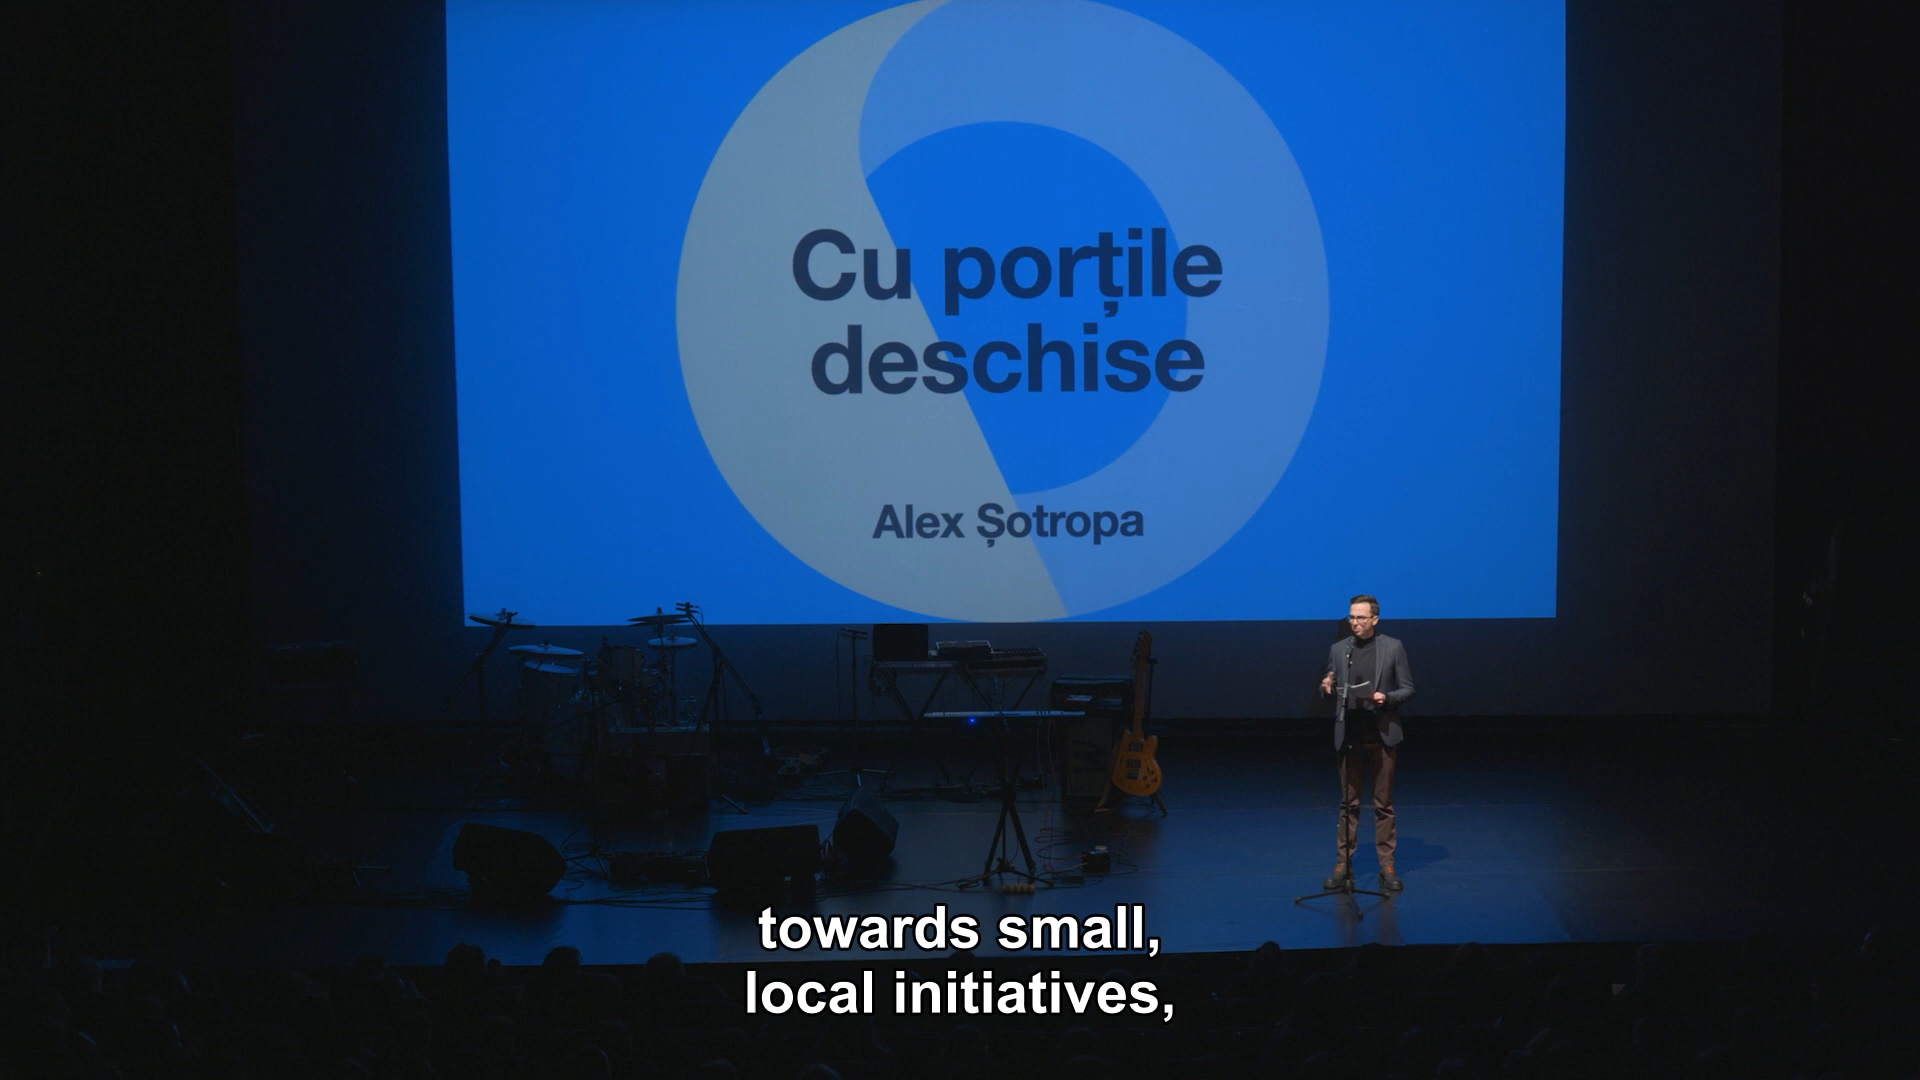 Cu porțile
deschise
Alex Șotropa
towards small,
local initiatives,